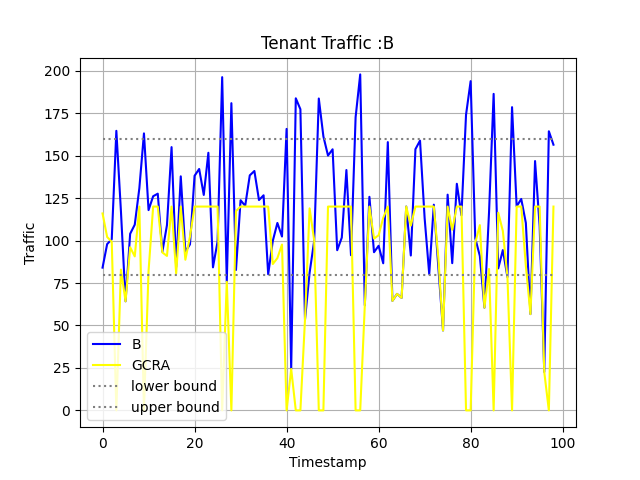 Tenant Traffic :B
Traffic
200
175
150
125
100
75
50
25
0
B
GCRA
lower bound
upper bound
0 20 40 60 80 100
Timestamp